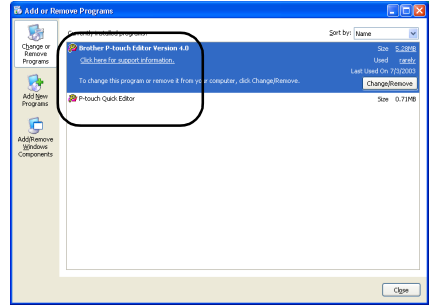 Add or Remove Programs
Change or
Remove
Programs
Add New
Programs
Add/Remove
Windows
Components
Currently installed programs:
Sort by: Name
Brother P-touch Editor Version 4.0
Size 5.28MB
Click here for support information.
Used rarely
Last Used On 7/3/2003
To change this program or remove it from your computer, click Change/Remove.
Change/Remove
P-touch Quick Editor
Size 0.71MB
Close